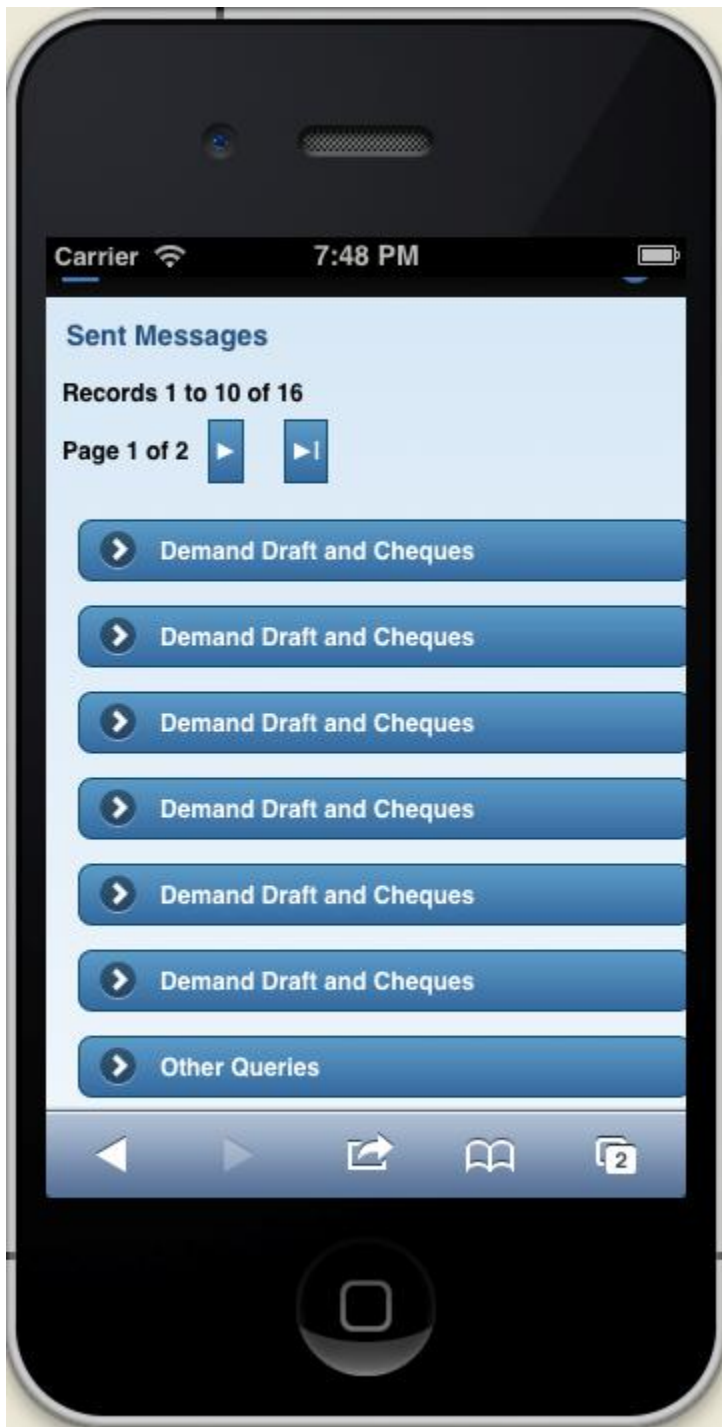 Carrier 7:48 PM
Sent Messages
Records 1 to 10 of 16
Page 1 of 2
Demand Draft and Cheques
Demand Draft and Cheques
Demand Draft and Cheques
Demand Draft and Cheques
Demand Draft and Cheques
Demand Draft and Cheques
Other Queries
2